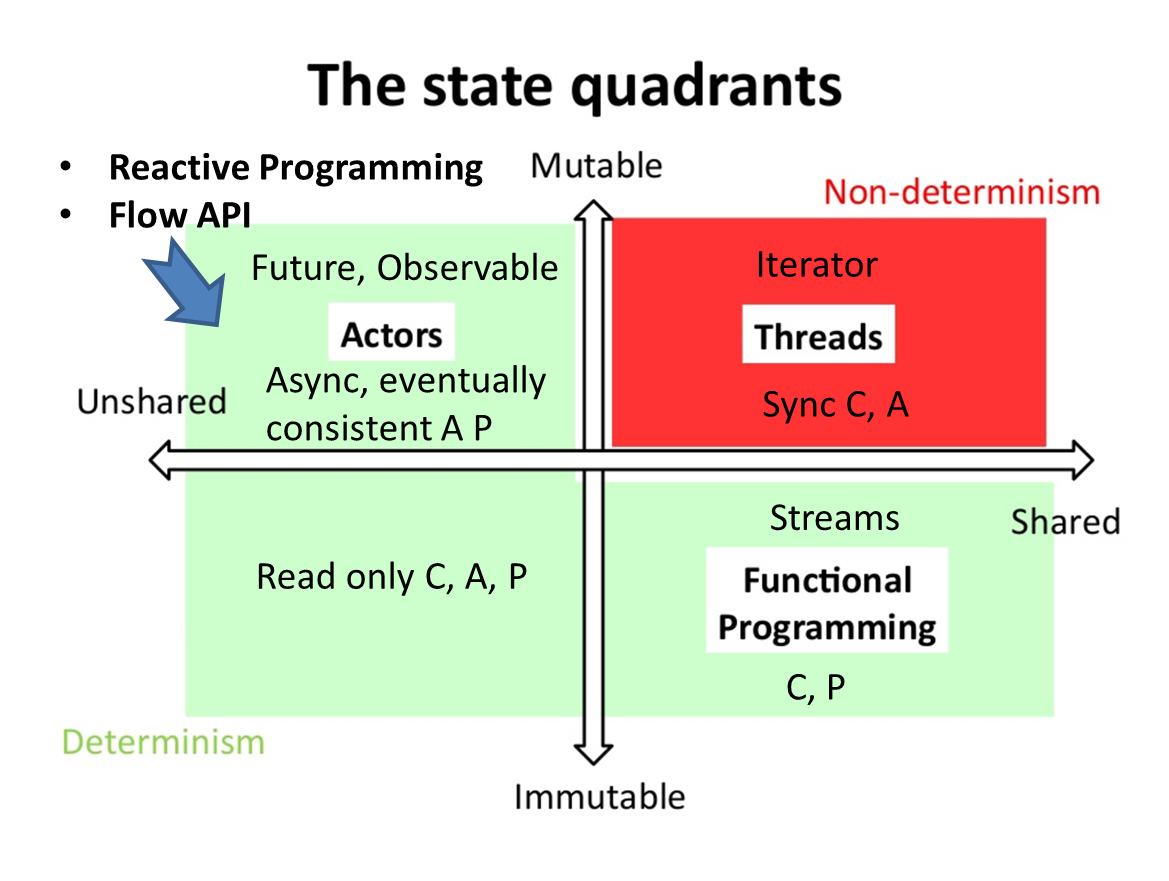 The state quadrants
• Reactive Programming
• Flow API
Mutable
Non-determinism
Future, Observable
Actors
Async, eventually
consistent A P
Iterator
Threads
Sync C, A
Unshared
Shared
Read only C, A, P
Streams
Functional
Programming
C, P
Determinism
Immutable